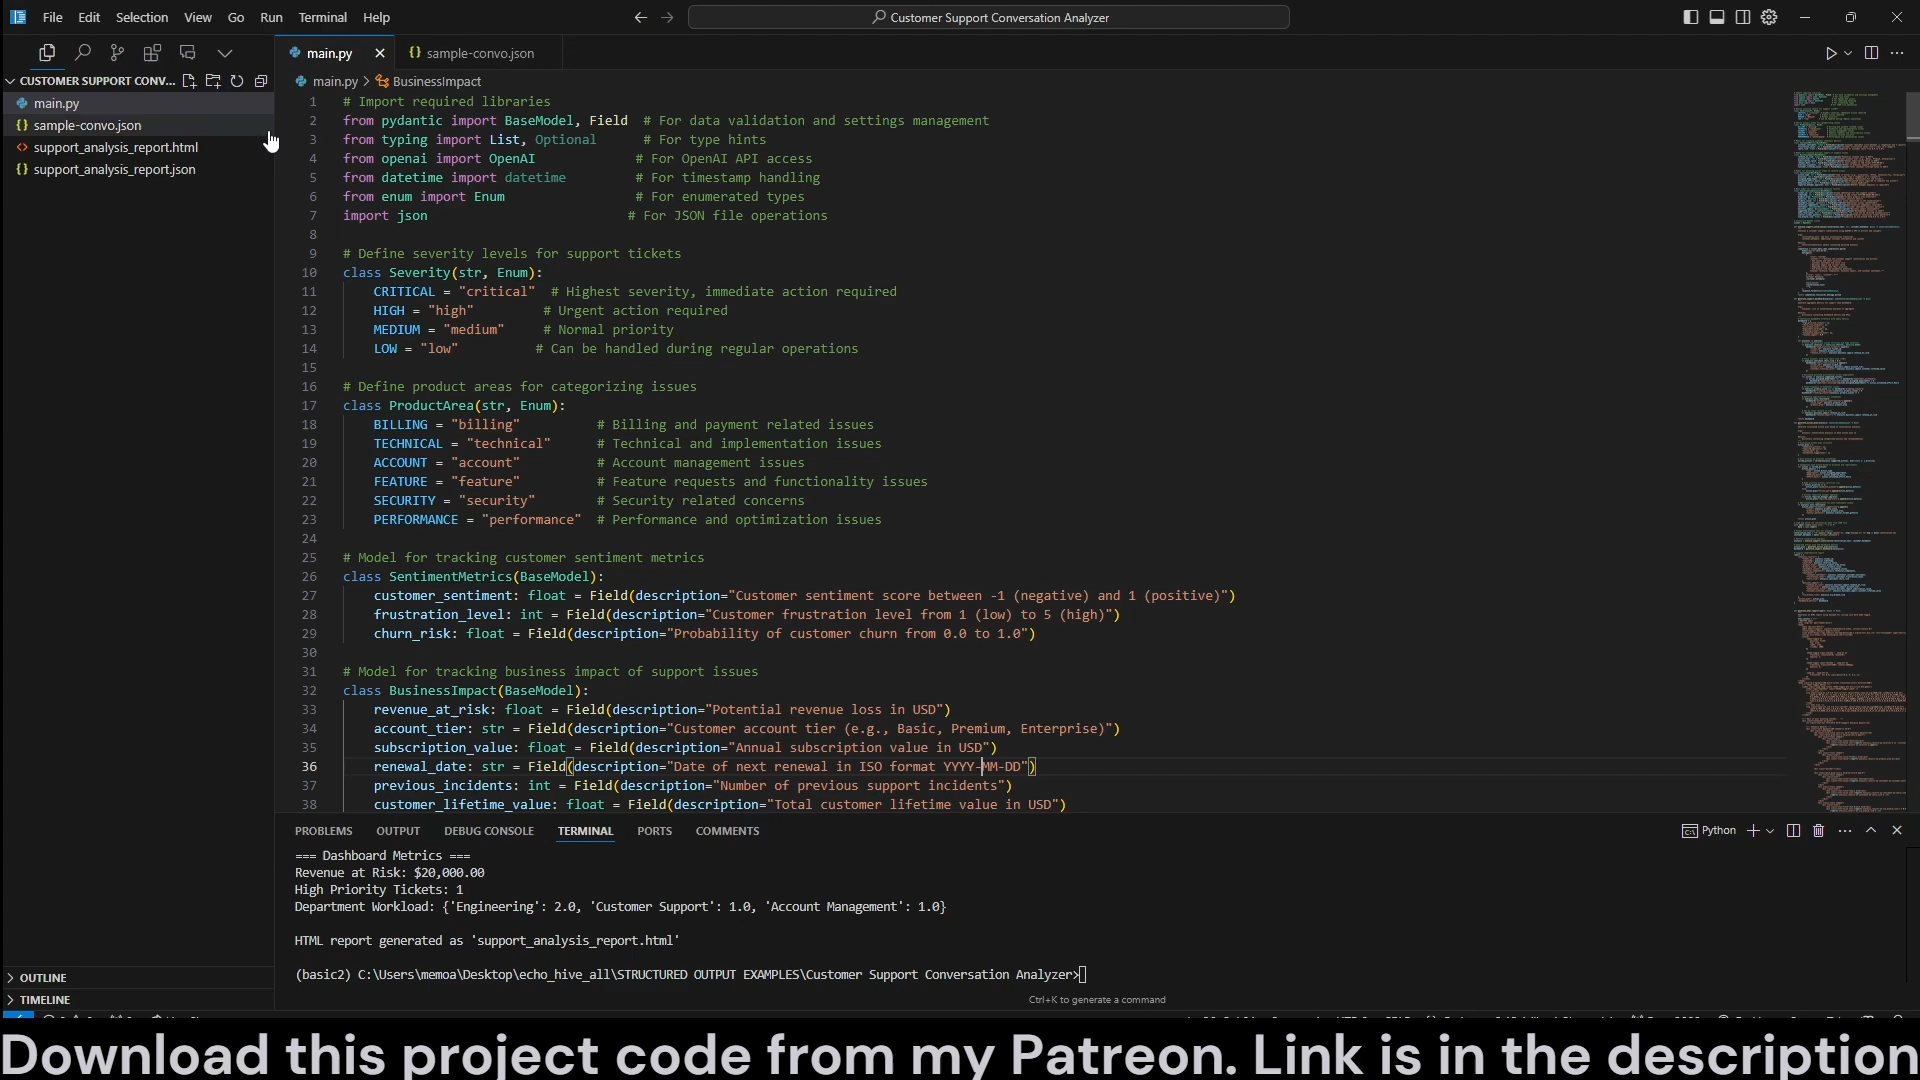 File Edit Selection View Go Run Terminal Help
Customer Support Conversation Analyzer
main.py
sample-convo.json
CUSTOMER SUPPORT CONV...
main.py
sample-convo.json
support_analysis_report.html
support_analysis_report.json
OUTLINE
TIMELINE
main.py > BusinessImpact
1 # Import required libraries
2 from pydantic import BaseModel, Field # For data validation and settings management
3 from typing import List, Optional # For type hints
4 from openai import OpenAI # For OpenAI API access
5 from datetime import datetime # For timestamp handling
6 from enum import Enum # For enumerated types
7 import json # For JSON file operations
8
9 # Define severity levels for support tickets
10 class Severity(str, Enum):
11 CRITICAL = "critical" # Highest severity, immediate action required
12 HIGH = "high" # Urgent action required
13 MEDIUM = "medium" # Normal priority
14 LOW = "low" # Can be handled during regular operations
15
16 # Define product areas for categorizing issues
17 class ProductArea(str, Enum):
18 BILLING = "billing" # Billing and payment related issues
19 TECHNICAL = "technical" # Technical and implementation issues
20 ACCOUNT = "account" # Account management issues
21 FEATURE = "feature" # Feature requests and functionality issues
22 SECURITY = "security" # Security related concerns
23 PERFORMANCE = "performance" # Performance and optimization issues
24
25 # Model for tracking customer sentiment metrics
26 class SentimentMetrics(BaseModel):
27 customer_sentiment: float = Field(description="Customer sentiment score between -1 (negative) and 1 (positive)")
28 frustration_level: int = Field(description="Customer frustration level from 1 (low) to 5 (high)")
29 churn_risk: float = Field(description="Probability of customer churn from 0.0 to 1.0")
30
31 # Model for tracking business impact of support issues
32 class BusinessImpact(BaseModel):
33 revenue_at_risk: float = Field(description="Potential revenue loss in USD")
34 account_tier: str = Field(description="Customer account tier (e.g., Basic, Premium, Enterprise)")
35 subscription_value: float = Field(description="Annual subscription value in USD")
36 renewal_date: str = Field(description="Date of next renewal in ISO format YYYY-MM-DD")
37 previous_incidents: int = Field(description="Number of previous support incidents")
38 customer_lifetime_value: float = Field(description="Total customer lifetime value in USD")
PROBLEMS OUTPUT DEBUG CONSOLE TERMINAL PORTS COMMENTS
Python
=== Dashboard Metrics ===
Revenue at Risk: $20,000.00
High Priority Tickets: 1
Department Workload: {'Engineering': 2.0, 'Customer Support': 1.0, 'Account Management': 1.0}
HTML report generated as 'support_analysis_report.html'
(basic2) C:\Users\memoa\Desktop\echo_hive_all\STRUCTURED OUTPUT EXAMPLES\Customer Support Conversation Analyzer>
Ctrl+K to generate a command
Download this project code from my Patreon. Link is in the description